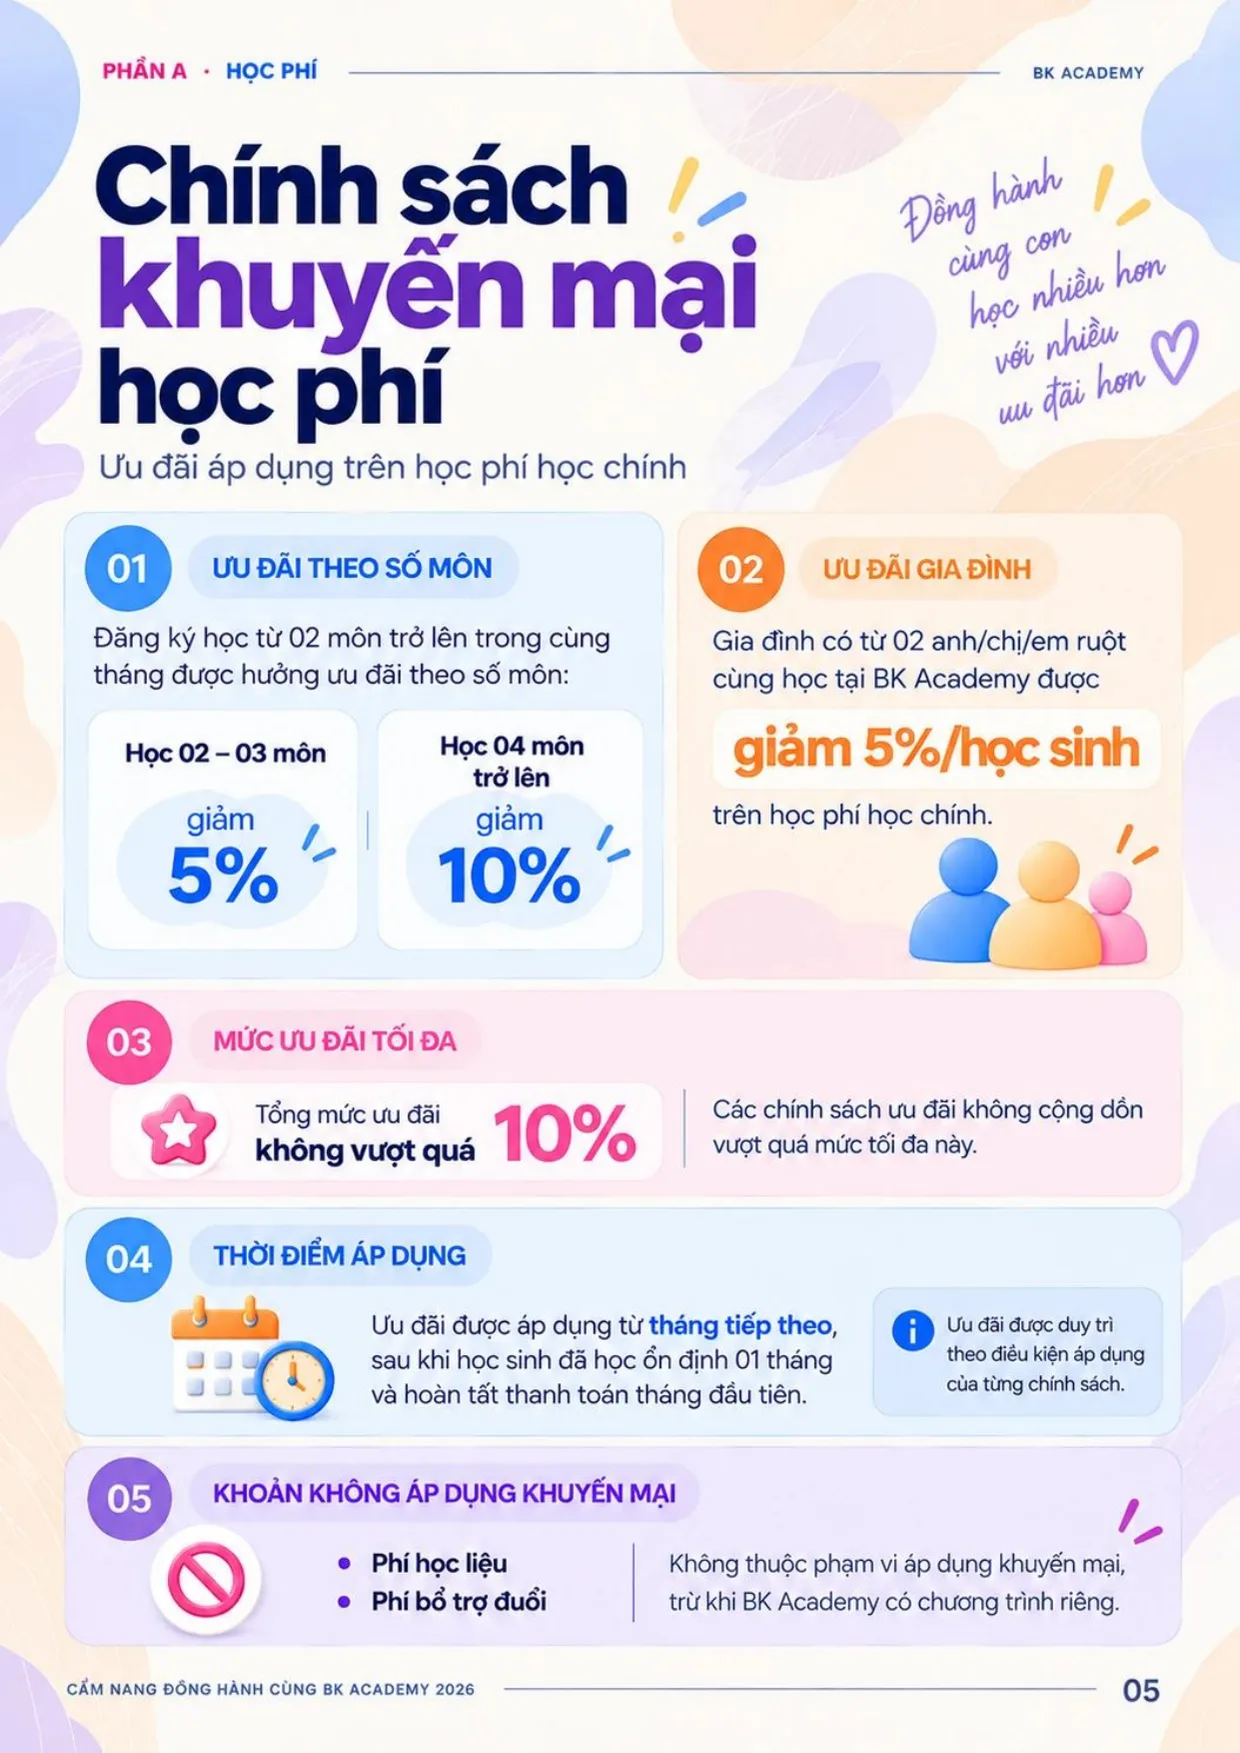 PHẦN A · HỌC PHÍ
BK ACADEMY
Chính sách
khuyến mại
học phí
Ưu đãi áp dụng trên học phí học chính
Đồng hành
cùng con
học nhiều hơn
với nhiều
ưu đãi hơn
01
ƯU ĐÃI THEO SỐ MÔN
Đăng ký học từ 02 môn trở lên trong cùng
tháng được hưởng ưu đãi theo số môn:
Học 02 – 03 môn
giảm
5%
Học 04 môn
trở lên
giảm
10%
02
ƯU ĐÃI GIA ĐÌNH
Gia đình có từ 02 anh/chị/em ruột
cùng học tại BK Academy được
giảm 5%/học sinh
trên học phí học chính.
03
MỨC ƯU ĐÃI TỐI ĐA
Tổng mức ưu đãi
không vượt quá
10%
Các chính sách ưu đãi không cộng dồn
vượt quá mức tối đa này.
04
THỜI ĐIỂM ÁP DỤNG
Ưu đãi được áp dụng từ tháng tiếp theo,
sau khi học sinh đã học ổn định 01 tháng
và hoàn tất thanh toán tháng đầu tiên.
i
Ưu đãi được duy trì
theo điều kiện áp dụng
của từng chính sách.
05
KHOẢN KHÔNG ÁP DỤNG KHUYẾN MẠI
• Phí học liệu
• Phí bổ trợ đuổi
Không thuộc phạm vi áp dụng khuyến mại,
trừ khi BK Academy có chương trình riêng.
CẨM NANG ĐỒNG HÀNH CÙNG BK ACADEMY 2026
05